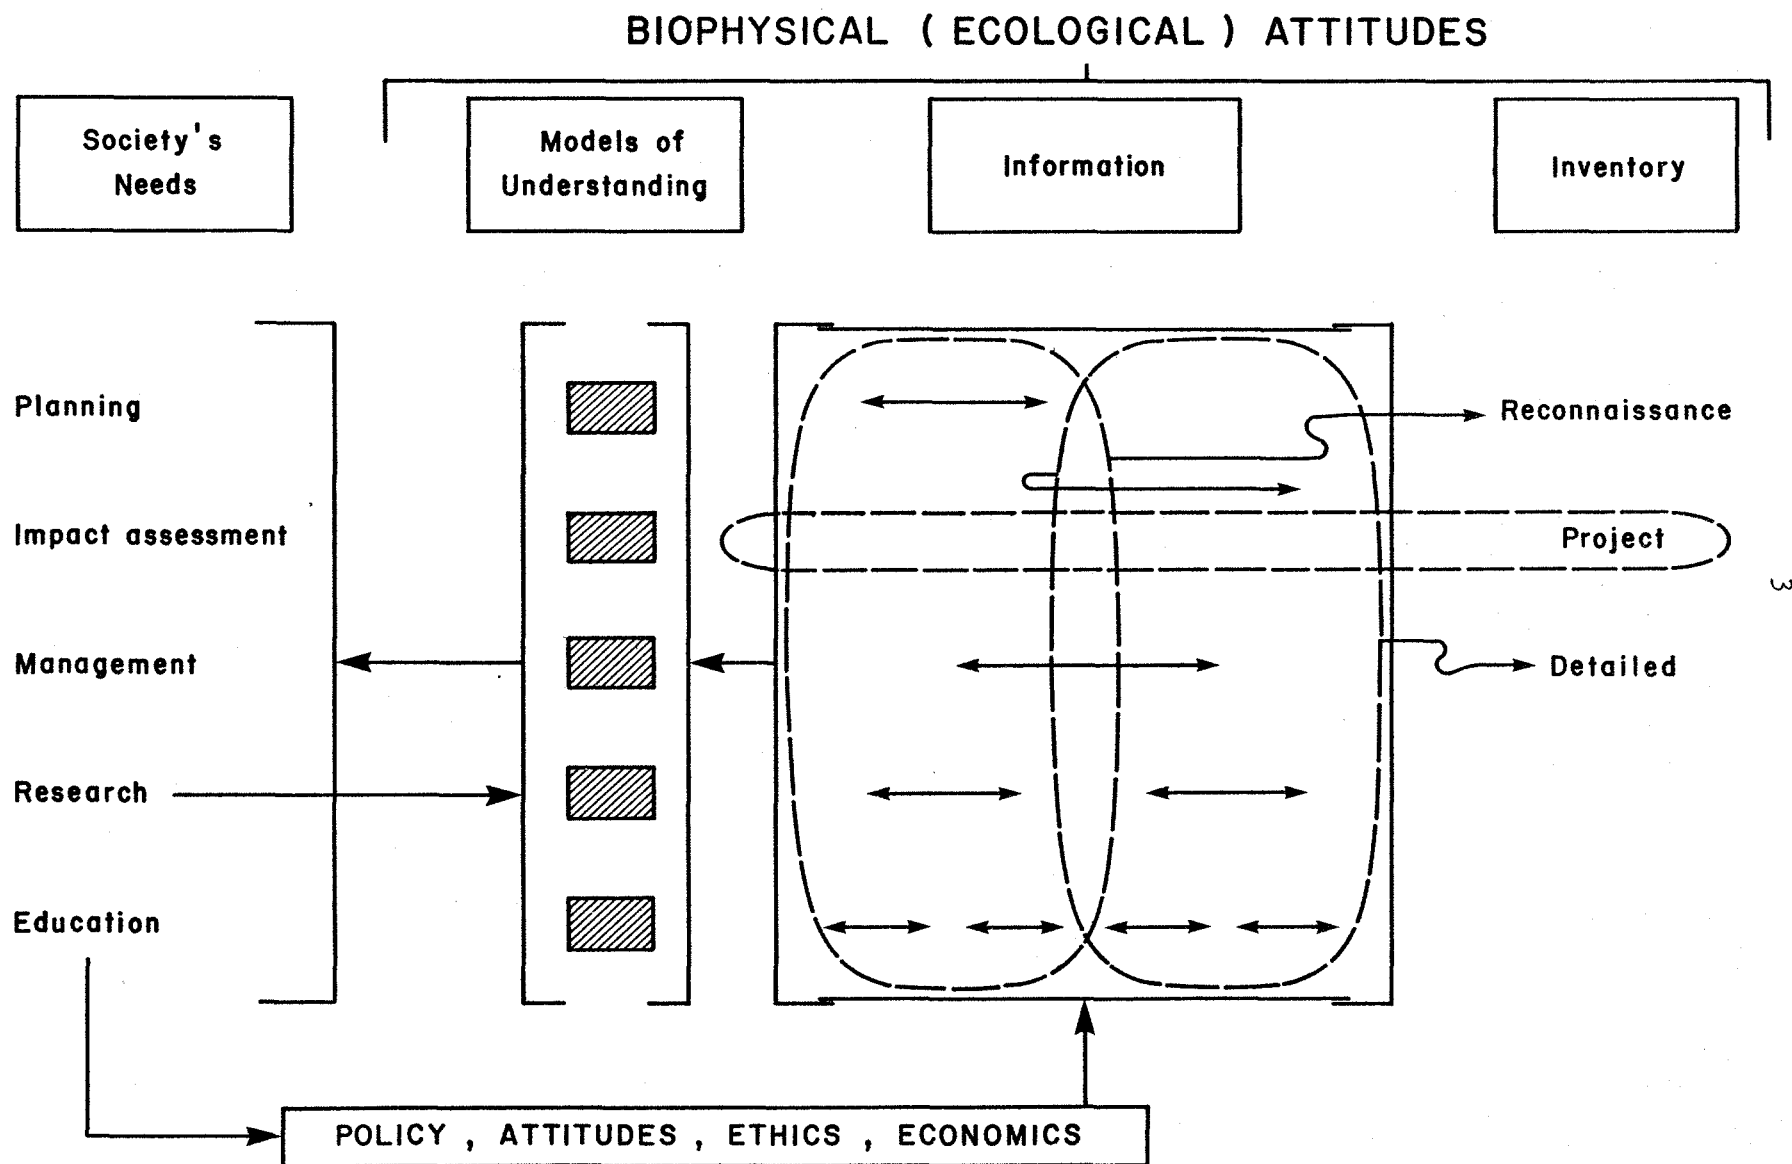 BIOPHYSICAL ( ECOLOGICAL ) ATTITUDES
Society's
Needs
Models of
Understanding
Information
Inventory
Planning
Reconnaissance
Impact assessment
Project
3
Management
Detailed
Research
Education
POLICY , ATTITUDES , ETHICS , ECONOMICS